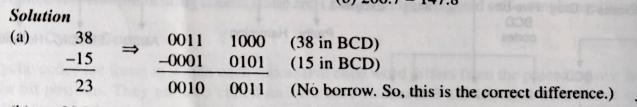 Solution
(a) 38 ⇒ 0011 1000 (38 in BCD)
–15 –0001 0101 (15 in BCD)
23 0010 0011 (No borrow. So, this is the correct difference.)